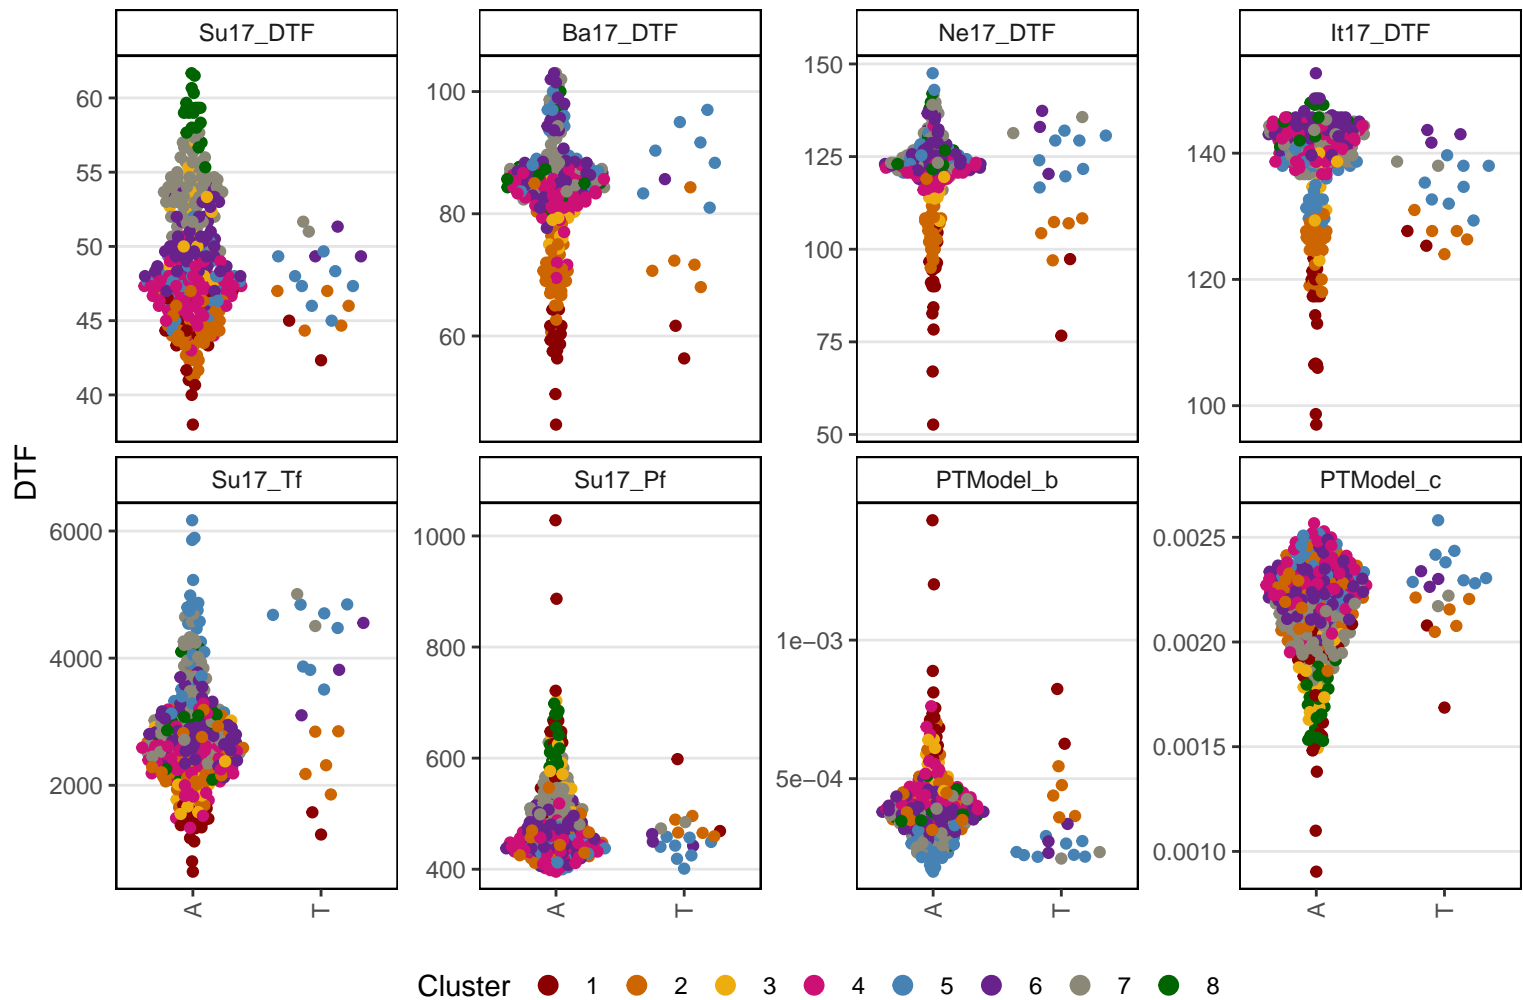 Su17_DTF Ba17_DTF Ne17_DTF It17_DTF
60 55 50 45 40
100 80 60
150 125 100 75 50
140 120 100
DTF
Su17_Tf Su17_Pf PTModel_b PTModel_c
6000 4000 2000
1000 800 600 400
1e−03 5e−04
0.0025 0.0020 0.0015 0.0010
A T A T A T A T
Cluster 1 2 3 4 5 6 7 8